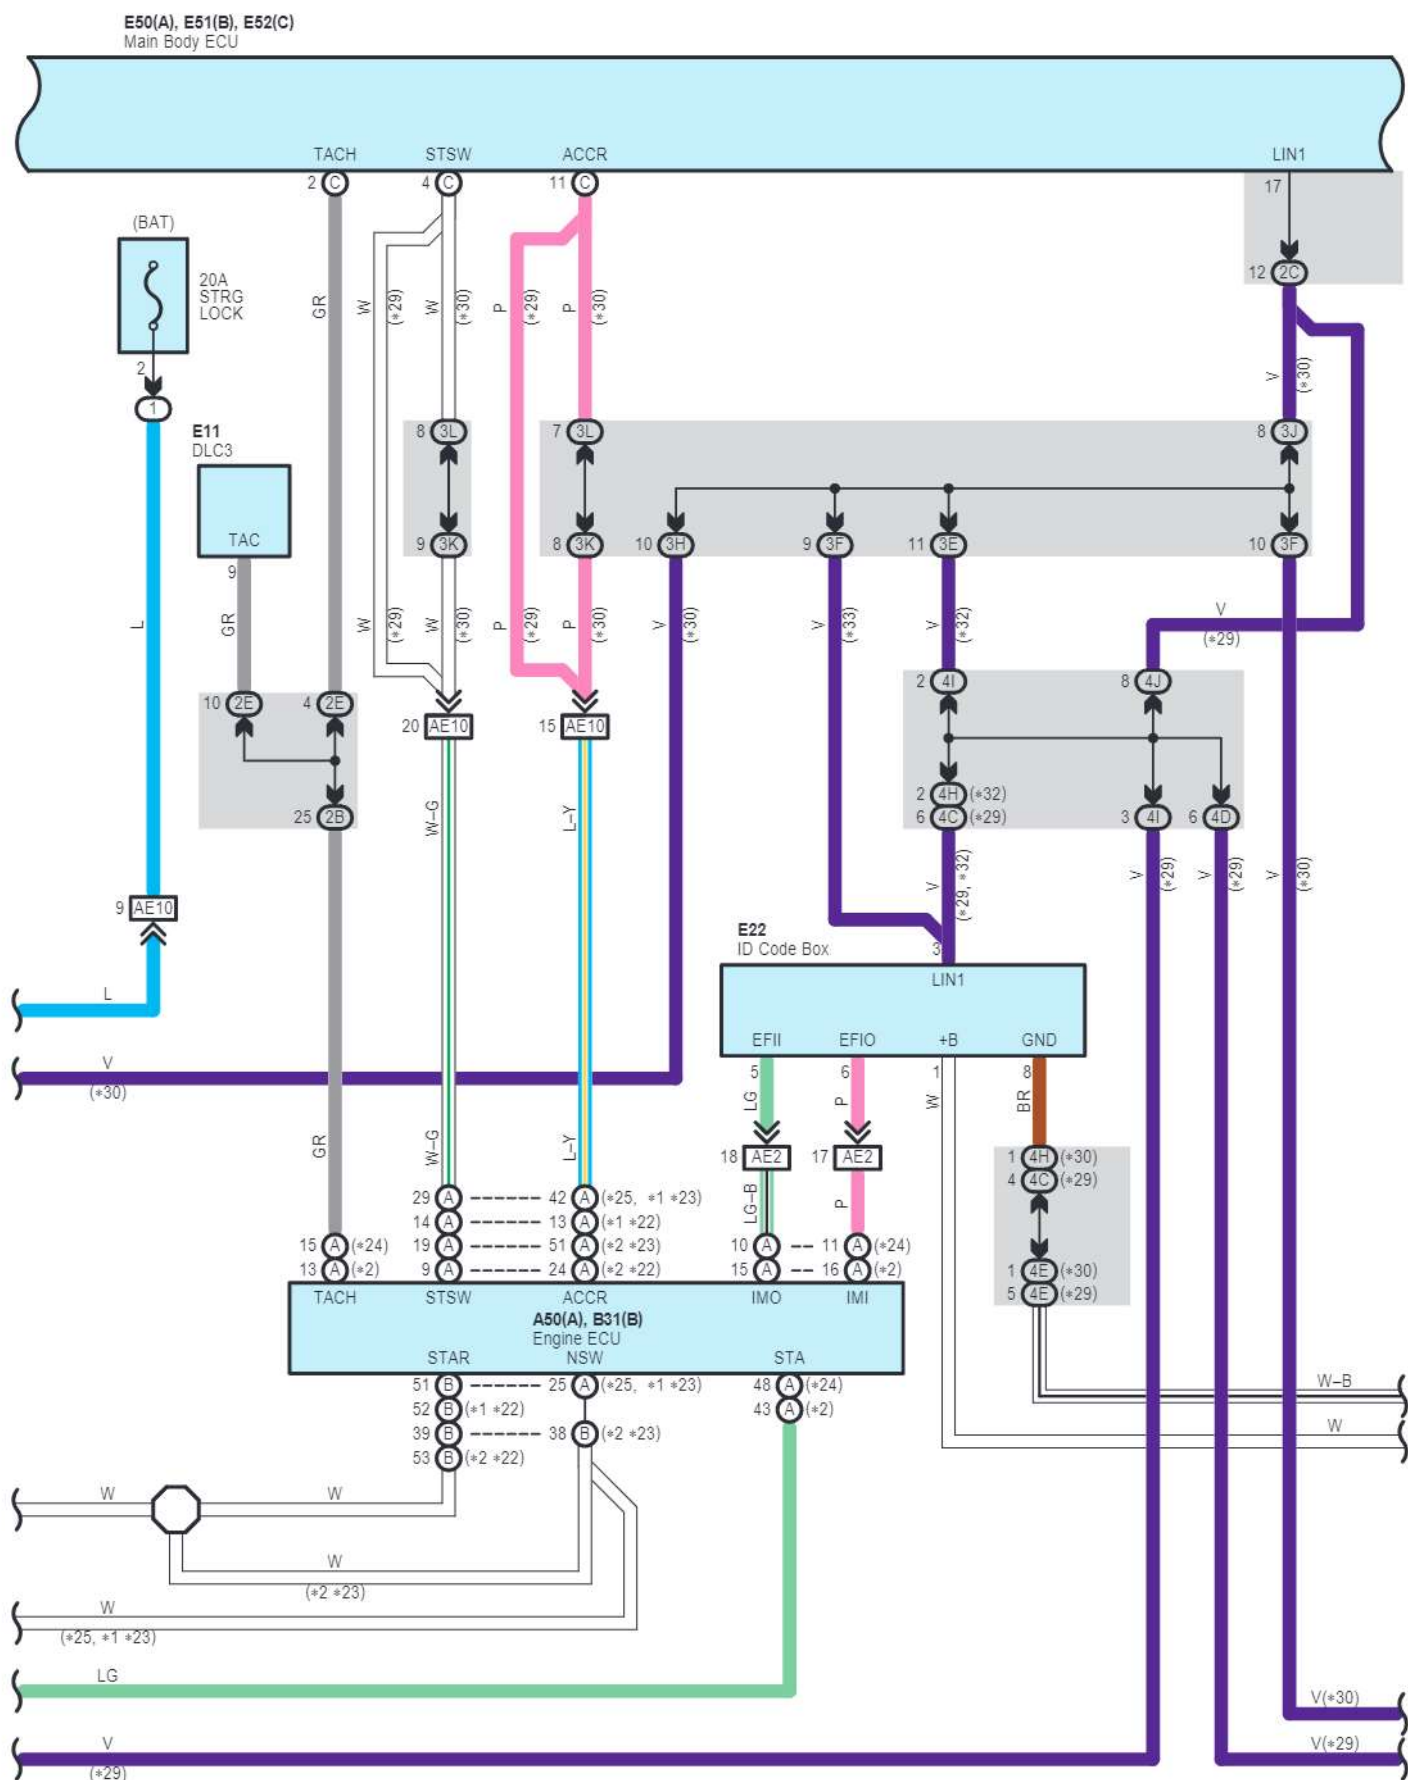 E50(A), E51(B), E52(C)
Main Body ECU
TACH STSW ACCR LIN1
2 C 4 C 11 C 17
(BAT)
12 2C
20A
STRG
LOCK
GR W (*29) W (*30) P (*29) P (*30)
2
V (*30)
1
E11
DLC3
8 3L 7 3L 8 3J
TAC
9 3K 8 3K 10 3H 9 3F 11 3E 10 3F
9
L GR W (*29) W (*30) P (*29) P (*30) V (*30) V (*33) V (*32) V
(*29)
2 4I 8 4J
10 2E 4 2E
20 AE10 15 AE10
2 4H (*32)
25 2B 6 4C (*29) 3 4I 6 4D
W-G L-Y
V (*29, *32) V (*29) V (*29) V (*30)
9 AE10
E22
ID Code Box
3
LIN1
L
EFII EFIO +B GND
V
(*30)
5 6 1 8
LG P W BR
GR W-G L-Y
18 AE2 17 AE2 1 4H (*30)
4 4C (*29)
29 A 42 A (*25, *1 *23)
LG-B P
14 A 13 A (*1 *22)
15 A (*24) 19 A 51 A (*2 *23) 10 A 11 A (*24)
13 A (*2) 9 A 24 A (*2 *22) 15 A 16 A (*2) 1 4E (*30)
5 4E (*29)
TACH STSW ACCR IMO IMI
A50(A), B31(B)
Engine ECU
STAR NSW STA
51 B 25 A (*25, *1 *23) 48 A (*24)
W-B
52 B (*1 *22) 43 A (*2)
39 B 38 B (*2 *23)
W
53 B (*2 *22)
W W
W
(*2 *23)
W
(*25, *1 *23)
LG
V(*30)
V
(*29)
V(*29)